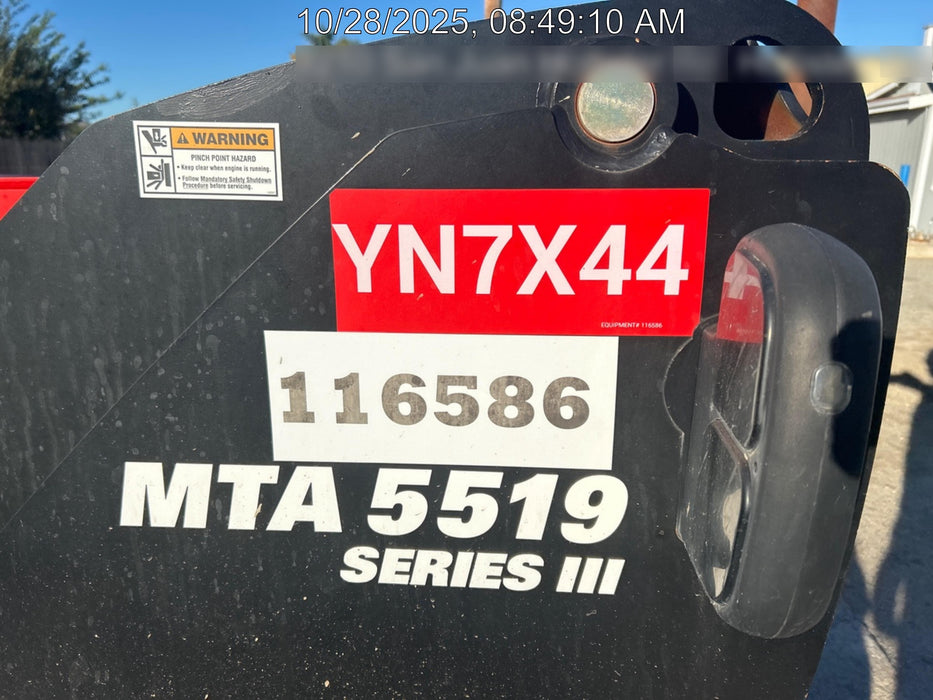 10/28/2025, 08:49:10 AM
WARNING
PINCH POINT HAZARD
• Keep clear when engine is running.
• Follow Mandatory Safety Shutdown
Procedure before servicing.
YN7X44
EQUIPMENT# 116586
116586
MTA 5519
SERIES III